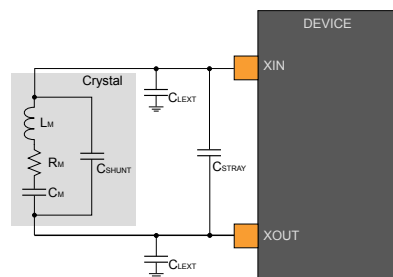 DEVICE
XIN
Crystal
CLEXT
LM
RM
CSHUNT
CSTRAY
CM
XOUT
CLEXT